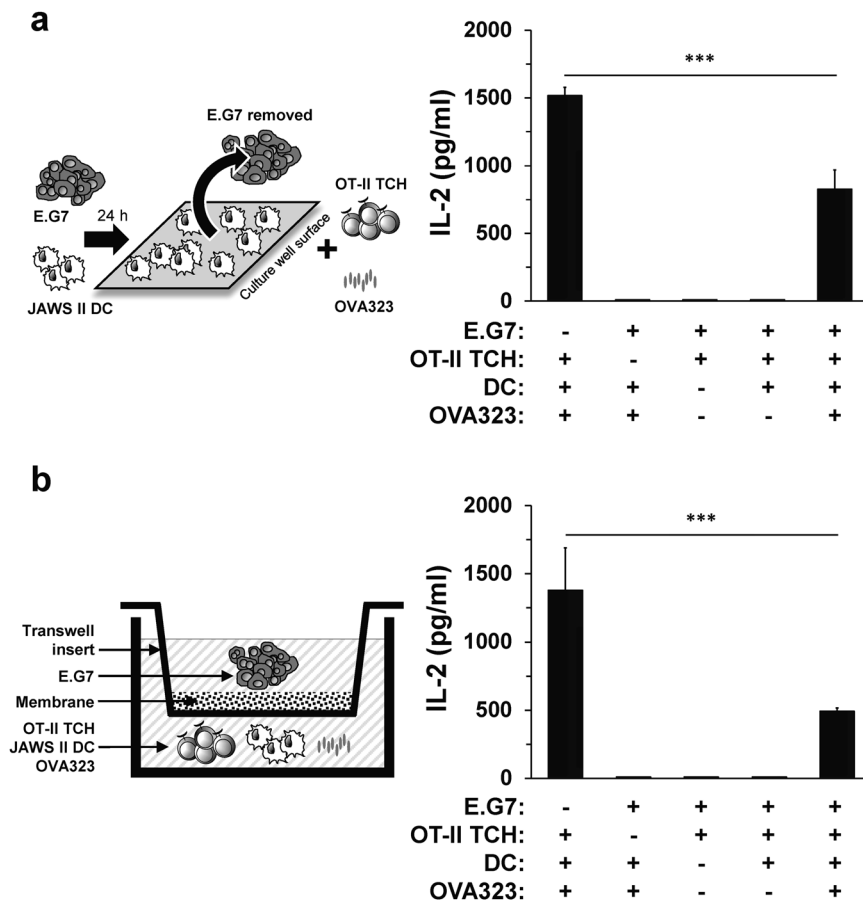 a
E.G7 removed
E.G7
24 h
JAWS II DC
Culture well surface
+
OT-II TCH
OVA323
IL-2 (pg/ml)
2000
1500
1000
500
0
***
E.G7: - + + + +
OT-II TCH: + - + + +
DC: + + - + +
OVA323: + + - - +
b
Transwell
insert
E.G7
Membrane
OT-II TCH
JAWS II DC
OVA323
IL-2 (pg/ml)
2000
1500
1000
500
0
***
E.G7: - + + + +
OT-II TCH: + - + + +
DC: + + - + +
OVA323: + + - - +